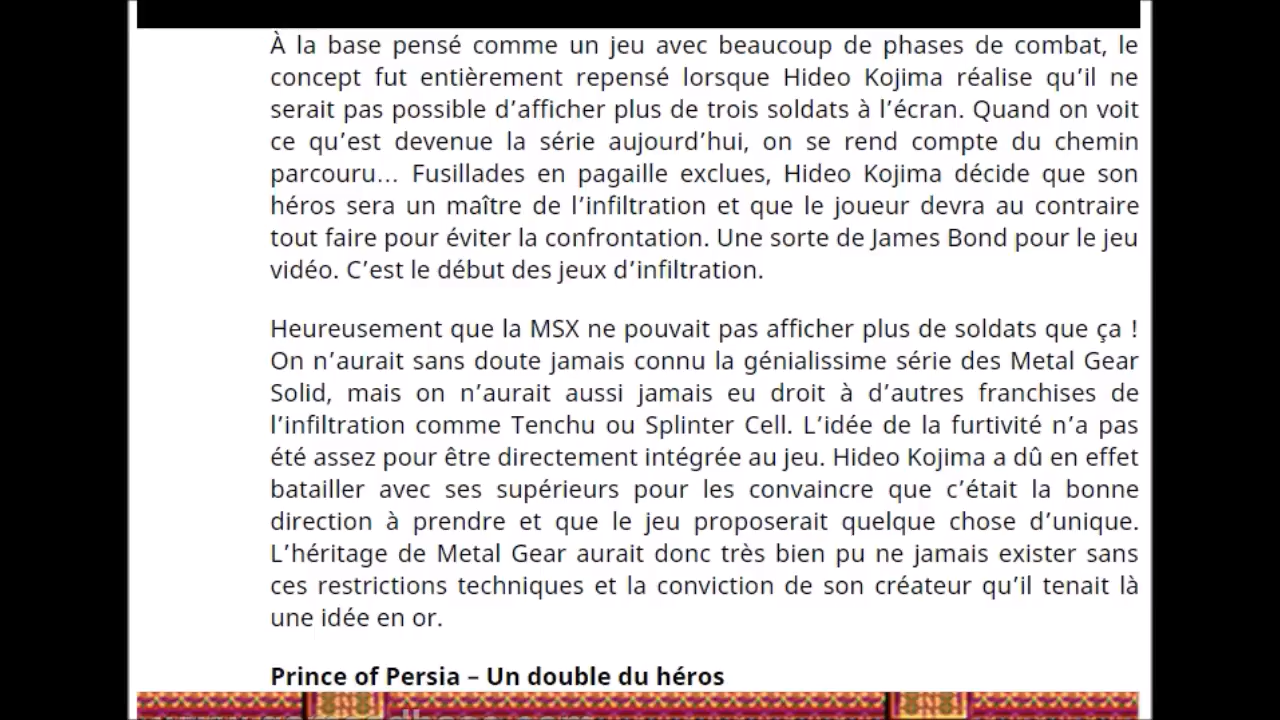 À la base pensé comme un jeu avec beaucoup de phases de combat, le
concept fut entièrement repensé lorsque Hideo Kojima réalise qu’il ne
serait pas possible d’afficher plus de trois soldats à l’écran. Quand on voit
ce qu’est devenue la série aujourd’hui, on se rend compte du chemin
parcouru… Fusillades en pagaille exclues, Hideo Kojima décide que son
héros sera un maître de l’infiltration et que le joueur devra au contraire
tout faire pour éviter la confrontation. Une sorte de James Bond pour le jeu
vidéo. C’est le début des jeux d’infiltration.
Heureusement que la MSX ne pouvait pas afficher plus de soldats que ça !
On n’aurait sans doute jamais connu la génialissime série des Metal Gear
Solid, mais on n’aurait aussi jamais eu droit à d’autres franchises de
l’infiltration comme Tenchu ou Splinter Cell. L’idée de la furtivité n’a pas
été assez pour être directement intégrée au jeu. Hideo Kojima a dû en effet
batailler avec ses supérieurs pour les convaincre que c’était la bonne
direction à prendre et que le jeu proposerait quelque chose d’unique.
L’héritage de Metal Gear aurait donc très bien pu ne jamais exister sans
ces restrictions techniques et la conviction de son créateur qu’il tenait là
une idée en or.
Prince of Persia – Un double du héros